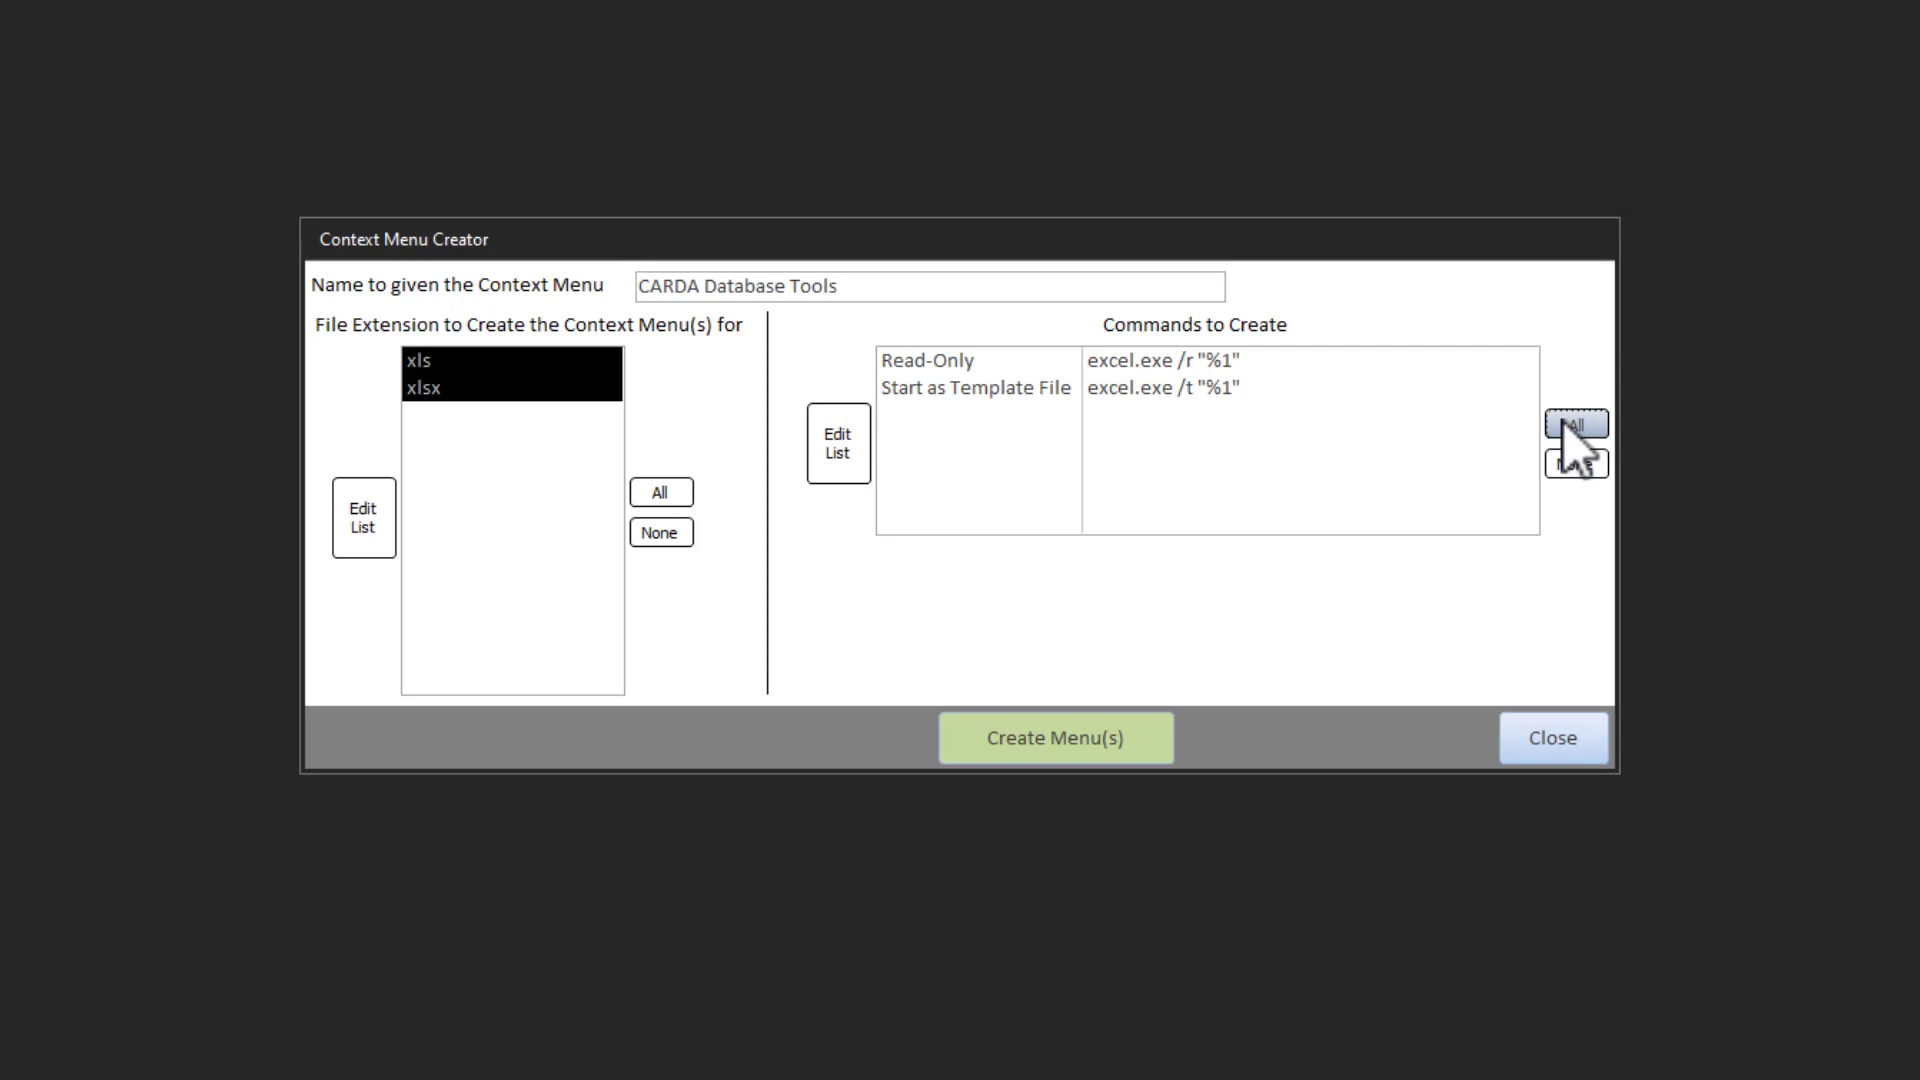 Context Menu Creator
Name to given the Context Menu
CARDA Database Tools
File Extension to Create the Context Menu(s) for
xls
xlsx
Edit
List
All
None
Commands to Create
Read-Only excel.exe /r "%1"
Start as Template File excel.exe /t "%1"
Edit
List
All
Create Menu(s)
Close